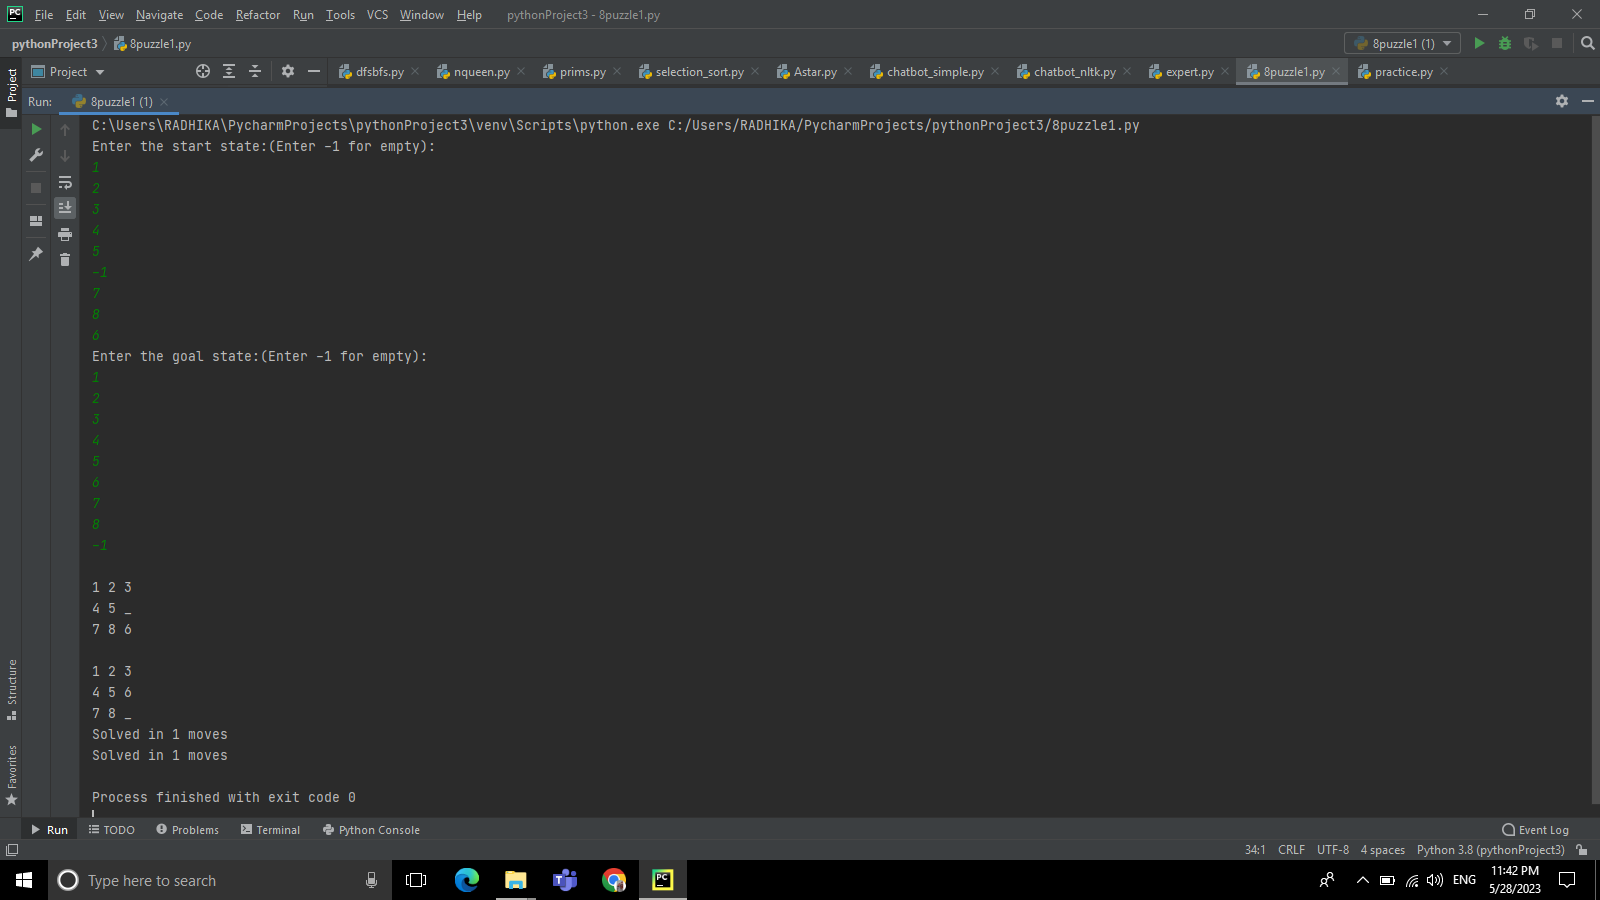 PC File Edit View Navigate Code Refactor Run Tools VCS Window Help pythonProject3 - 8puzzle1.py
pythonProject3 8puzzle1.py 8puzzle1 (1)
Project dfsbfs.py nqueen.py prims.py selection_sort.py Astar.py chatbot_simple.py chatbot_nltk.py expert.py 8puzzle1.py practice.py
Project
Run: 8puzzle1 (1)
C:\Users\RADHIKA\PycharmProjects\pythonProject3\venv\Scripts\python.exe C:/Users/RADHIKA/PycharmProjects/pythonProject3/8puzzle1.py
Enter the start state:(Enter -1 for empty):
1
2
3
4
5
-1
7
8
6
Enter the goal state:(Enter -1 for empty):
1
2
3
4
5
6
7
8
-1
1 2 3
4 5 _
7 8 6
1 2 3
4 5 6
7 8 _
Solved in 1 moves
Solved in 1 moves
Process finished with exit code 0
Structure
Favorites
Run TODO Problems Terminal Python Console Event Log
34:1 CRLF UTF-8 4 spaces Python 3.8 (pythonProject3)
Type here to search PC ENG 11:42 PM
5/28/2023